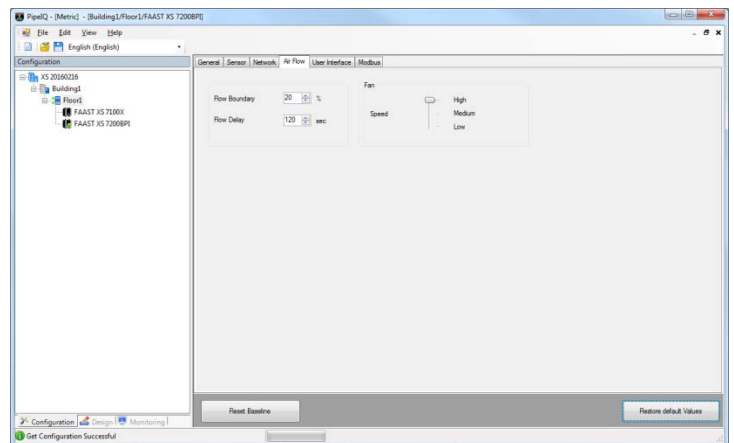 PipeIQ - [Metric] - [Building1/Floor1/FAAST XS 7200BPI]
File Edit View Help
English (English)
Configuration
XS 20160216
Building1
Floor1
FAAST XS 7100X
FAAST XS 7200BPI
General Sensor Network Air Flow User Interface Modbus
Flow Boundary 20 %
Flow Delay 120 sec
Fan
Speed
High
Medium
Low
Reset Baseline
Restore default Values
Configuration Design Monitoring
Get Configuration Successful